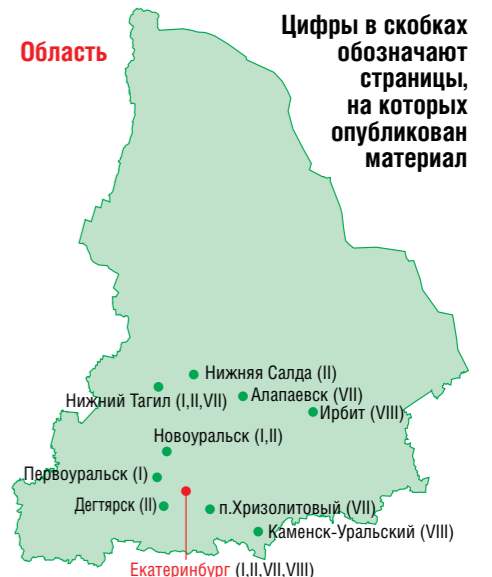 Область
Цифры в скобках
обозначают
страницы,
на которых
опубликован
материал
Нижняя Салда (II)
Нижний Тагил (I,II,VII)
Алапаевск (VII)
Ирбит (VIII)
Новоуральск (I,II)
Первоуральск (I)
Дегтярск (II)
п.Хризолитовый (VII)
Каменск-Уральский (VIII)
Екатеринбург (I,II,VII,VIII)